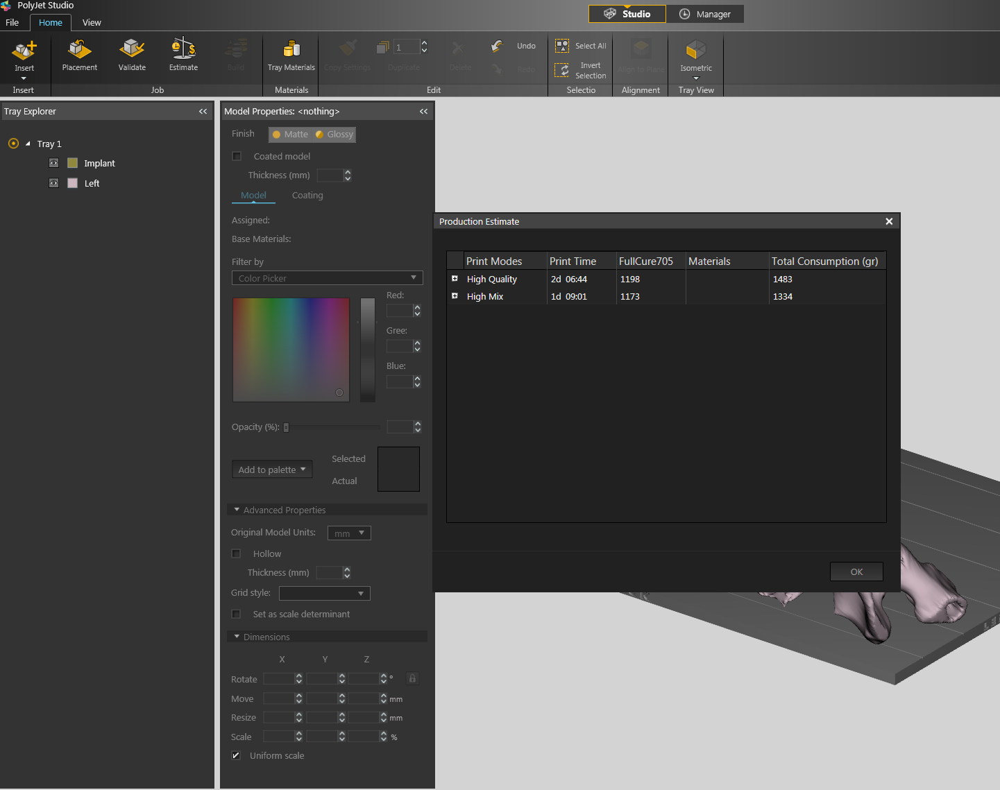 PolyJet Studio
Studio
Manager
File Home View
Insert
Placement
Validate
Estimate
Build
Tray Materials
Copy Settings
1
Duplicate
Delete
Undo
Redo
Select All
Invert Selection
Align to Plane
Isometric
Insert
Job
Materials
Edit
Selectio
Alignment
Tray View
Tray Explorer
Tray 1
Implant
Left
Model Properties: <nothing>
Finish Matte Glossy
Coated model
Thickness (mm)
Model Coating
Assigned:
Base Materials:
Filter by
Color Picker
Red:
Gree:
Blue:
Opacity (%):
Add to palette
Selected
Actual
Advanced Properties
Original Model Units: mm
Hollow
Thickness (mm)
Grid style:
Set as scale determinant
Dimensions
X Y Z
Rotate °
Move mm
Resize mm
Scale %
Uniform scale
Production Estimate
Print Modes Print Time FullCure705 Materials Total Consumption (gr)
High Quality 2d 06:44 1198 1483
High Mix 1d 09:01 1173 1334
OK